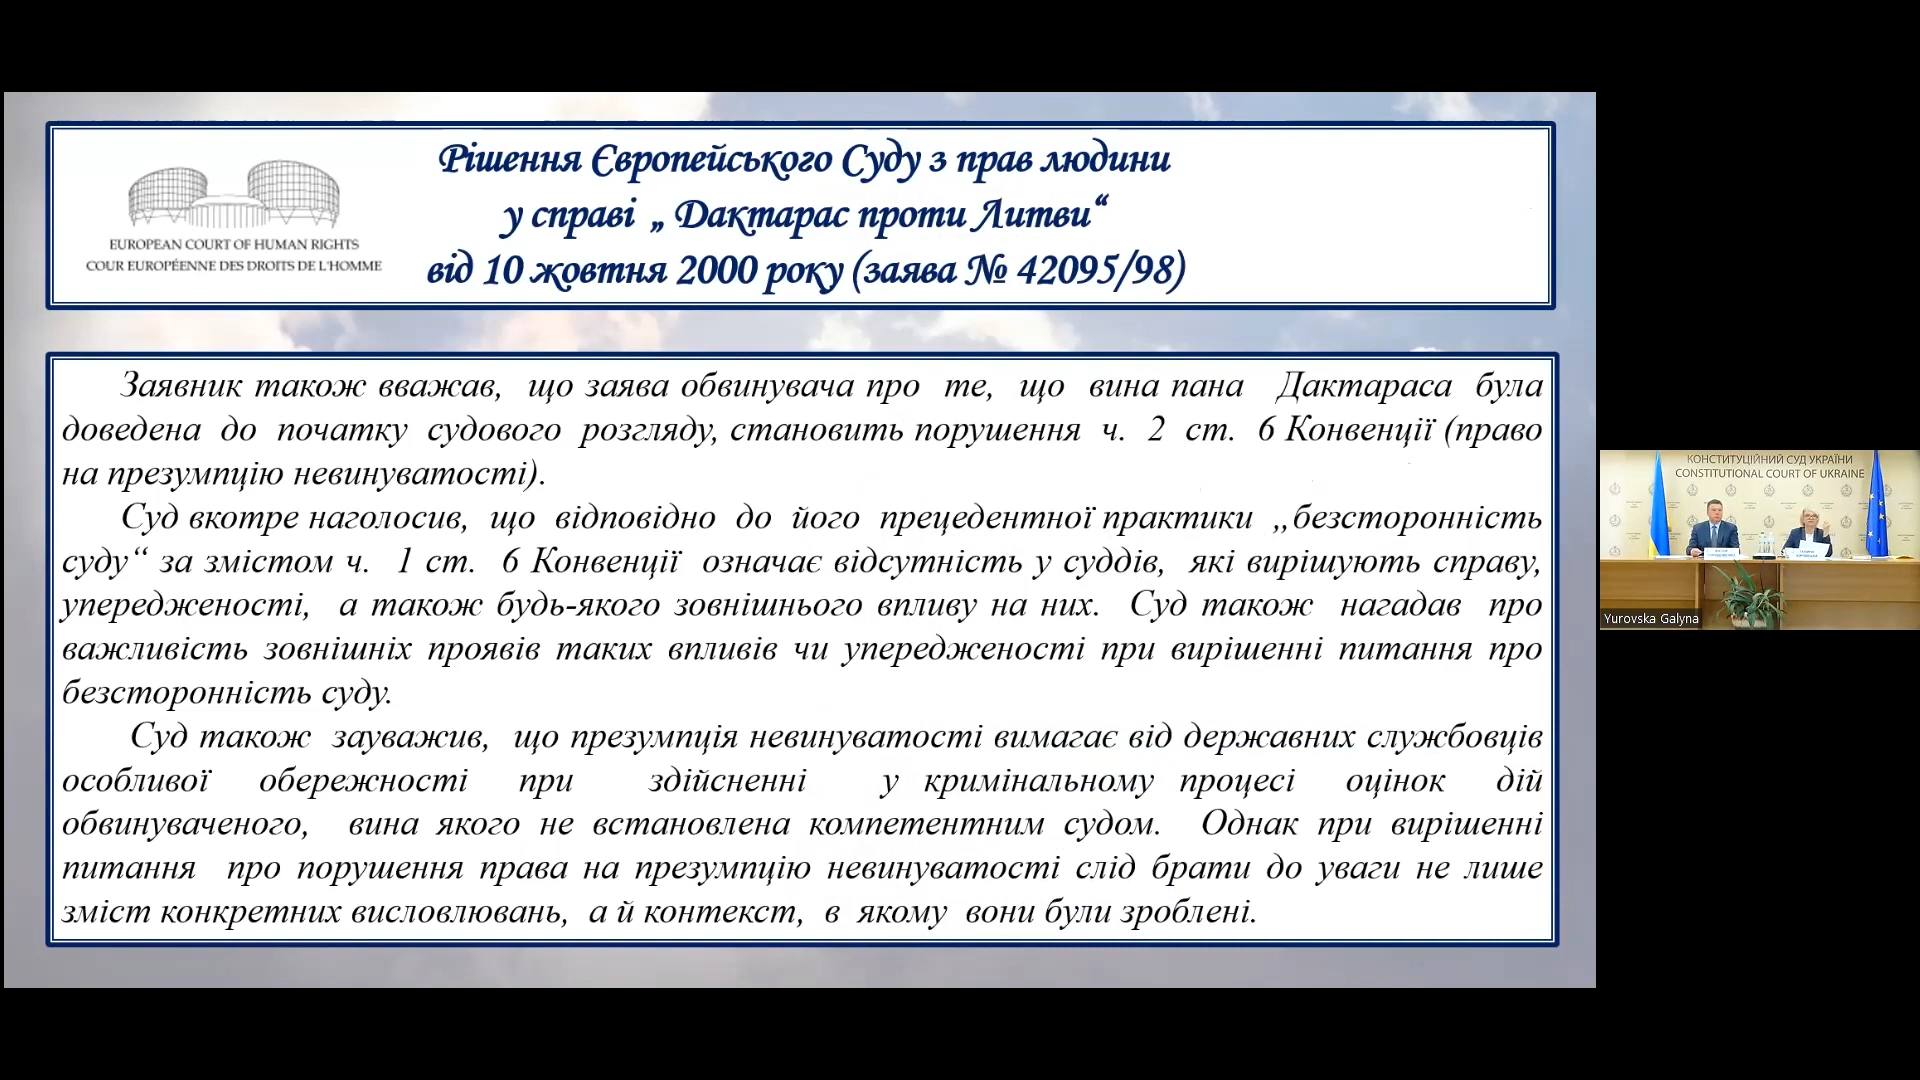 Рішення Європейського Суду з прав людини
у справі „ Дактарас проти Литви“
від 10 жовтня 2000 року (заява № 42095/98)
EUROPEAN COURT OF HUMAN RIGHTS
COUR EUROPÉENNE DES DROITS DE L'HOMME
Заявник також вважав, що заява обвинувача про те, що вина пана Дактараса була
доведена до початку судового розгляду, становить порушення ч. 2 ст. 6 Конвенції (право
на презумпцію невинуватості).
Суд вкотре наголосив, що відповідно до його прецедентної практики „безсторонність
суду“ за змістом ч. 1 ст. 6 Конвенції означає відсутність у суддів, які вирішують справу,
упередженості, а також будь-якого зовнішнього впливу на них. Суд також нагадав про
важливість зовнішніх проявів таких впливів чи упередженості при вирішенні питання про
безсторонність суду.
Суд також зауважив, що презумпція невинуватості вимагає від державних службовців
особливої обережності при здійсненні у кримінальному процесі оцінок дій
обвинуваченого, вина якого не встановлена компетентним судом. Однак при вирішенні
питання про порушення права на презумпцію невинуватості слід брати до уваги не лише
зміст конкретних висловлювань, а й контекст, в якому вони були зроблені.
КОНСТИТУЦІЙНИЙ СУД УКРАЇНИ
CONSTITUTIONAL COURT OF UKRAINE
Yurovska Galyna